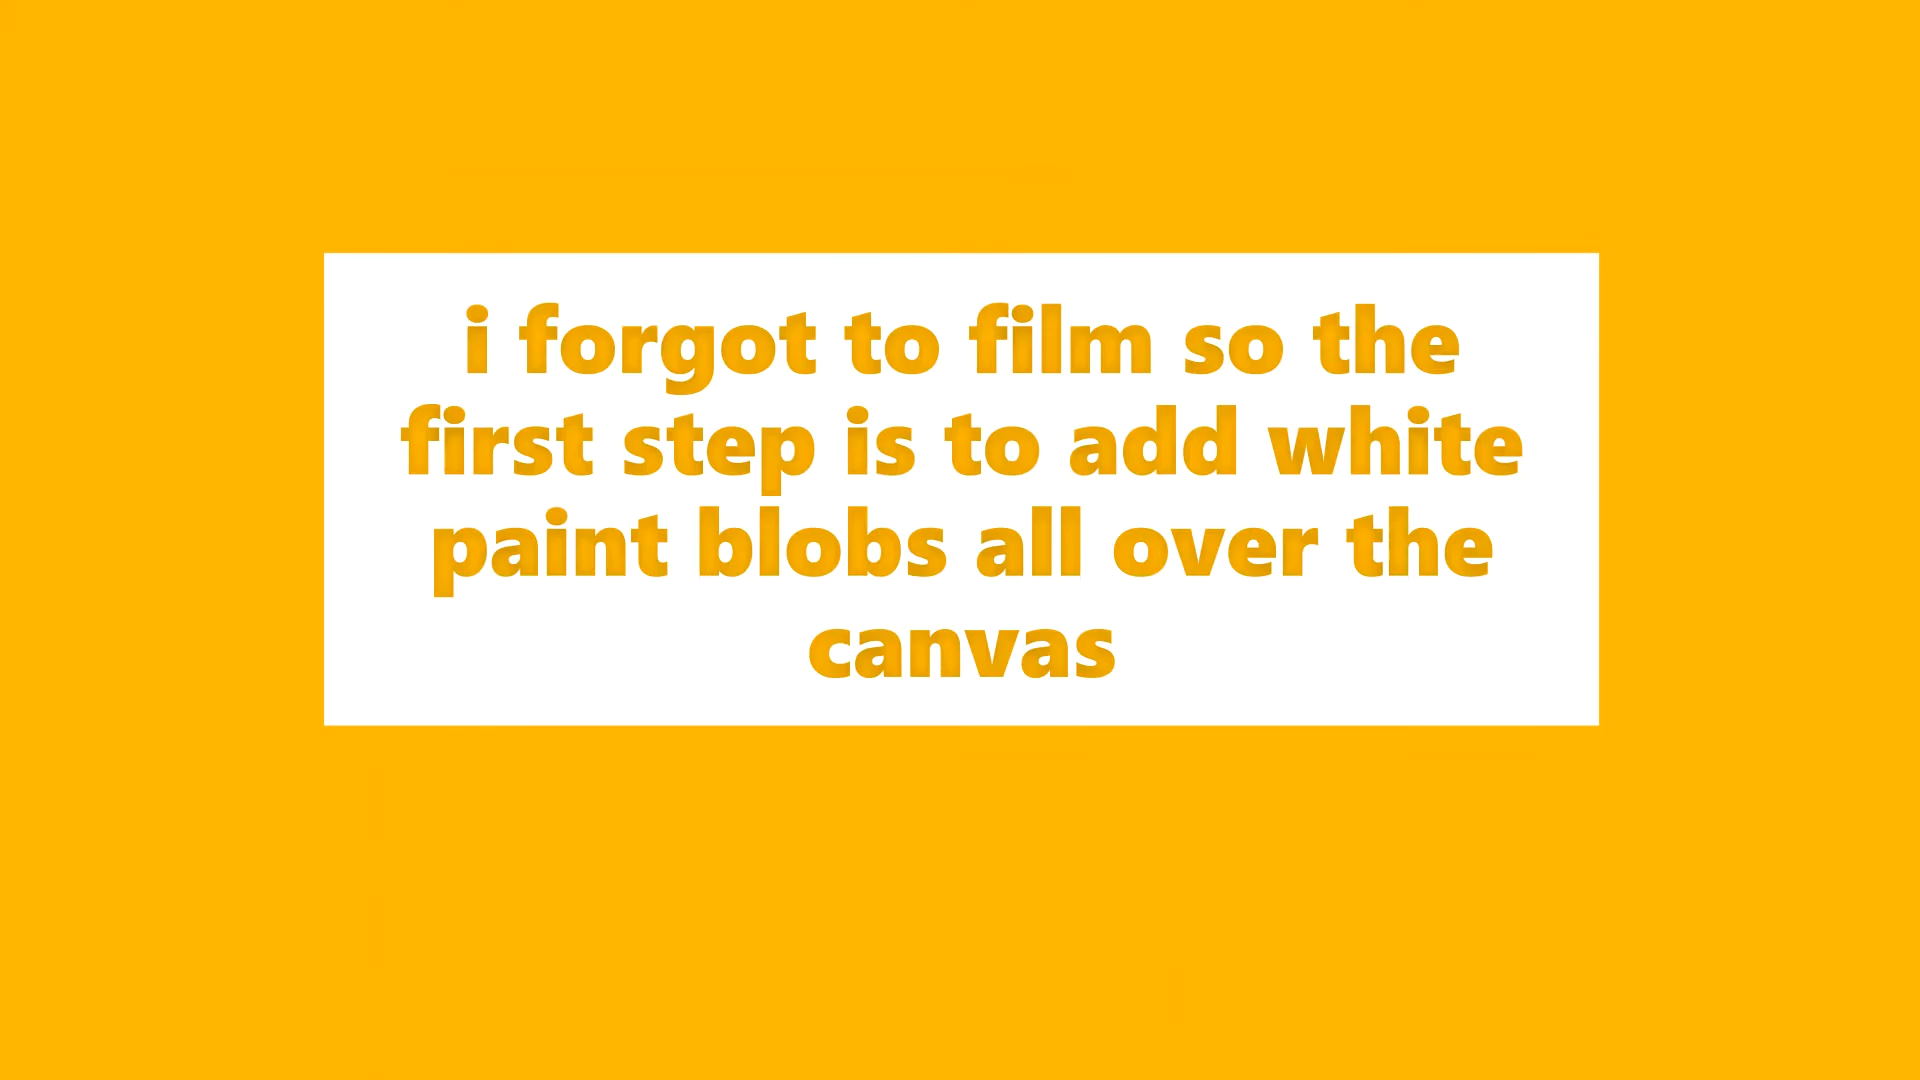 i forgot to film so the
first step is to add white
paint blobs all over the
canvas